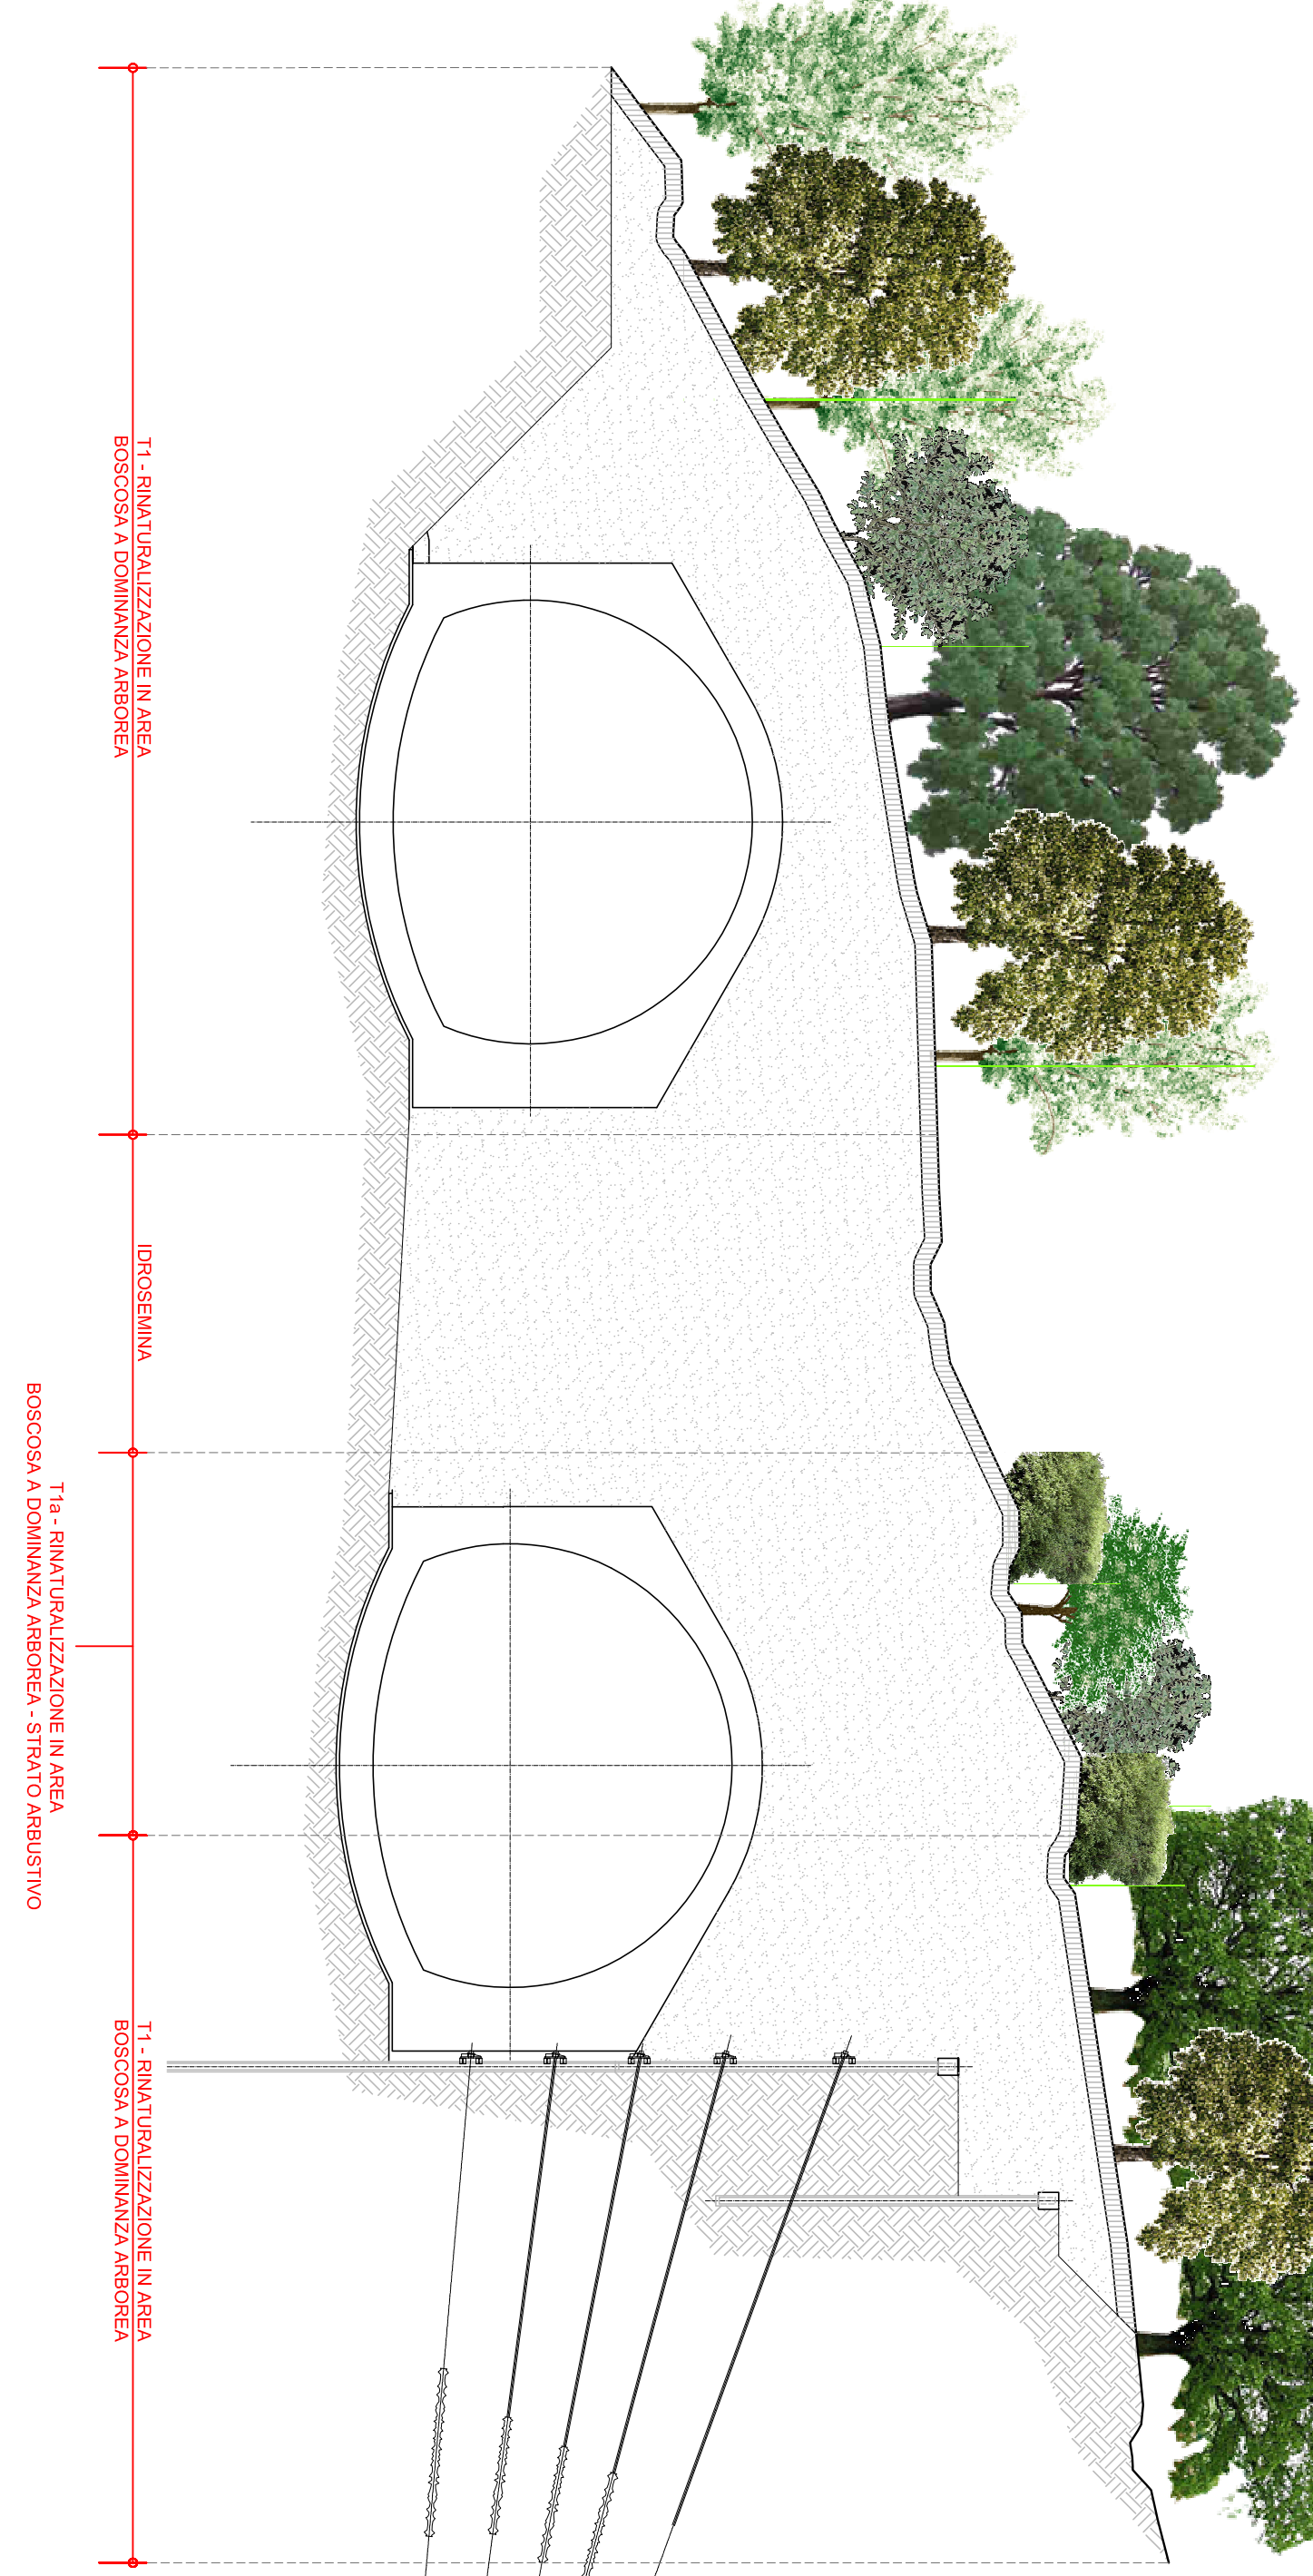 T1 - RINATURALIZZAZIONE IN AREA
BOSCOSA A DOMINANZA ARBOREA
IDROSEMINA
T1a - RINATURALIZZAZIONE IN AREA
BOSCOSA A DOMINANZA ARBOREA - STRATO ARBUSTIVO
T1 - RINATURALIZZAZIONE IN AREA
BOSCOSA A DOMINANZA ARBOREA